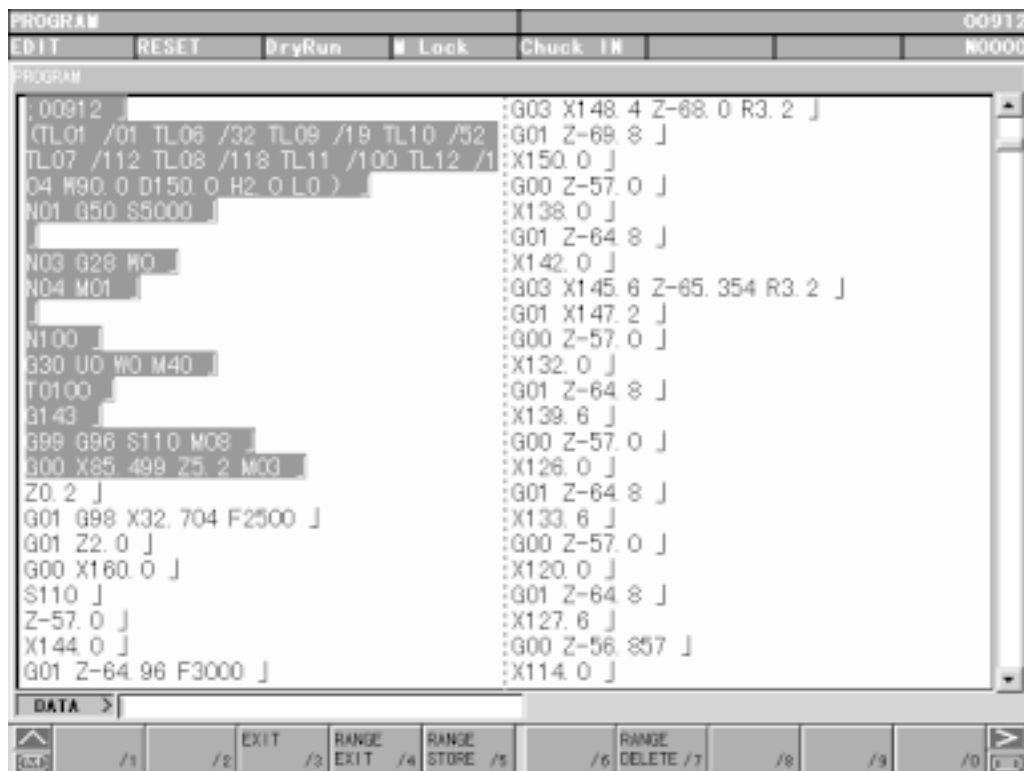 PROGRAM 00912
EDIT RESET DryRun M Lock Chuck IN N0000
PROGRAM
;O0912 ┘
(TL01 /01 TL06 /32 TL09 /19 TL10 /52
TL07 /112 TL08 /118 TL11 /100 TL12 /1
04 M90.0 D150.0 H2.0 L0 ) ┘
N01 G50 S5000 ┘
┘
N03 G28 W0 ┘
N04 M01 ┘
┘
N100 ┘
G30 U0 W0 M40 ┘
T0100 ┘
G143 ┘
G99 G96 S110 M08 ┘
G00 X85.499 Z5.2 M03 ┘
Z0.2 ┘
G01 G98 X32.704 F2500 ┘
G01 Z2.0 ┘
G00 X160.0 ┘
S110 ┘
Z-57.0 ┘
X144.0 ┘
G01 Z-64.96 F3000 ┘
G03 X148.4 Z-68.0 R3.2 ┘
G01 Z-69.8 ┘
X150.0 ┘
G00 Z-57.0 ┘
X138.0 ┘
G01 Z-64.8 ┘
X142.0 ┘
G03 X145.6 Z-65.354 R3.2 ┘
G01 X147.2 ┘
G00 Z-57.0 ┘
X132.0 ┘
G01 Z-64.8 ┘
X139.6 ┘
G00 Z-57.0 ┘
X126.0 ┘
G01 Z-64.8 ┘
X133.6 ┘
G00 Z-57.0 ┘
X120.0 ┘
G01 Z-64.8 ┘
X127.6 ┘
G00 Z-56.857 ┘
X114.0 ┘
DATA >
/1 /2 EXIT /3 RANGE EXIT /4 RANGE STORE /5 /6 RANGE DELETE /7 /8 /9 /0 >